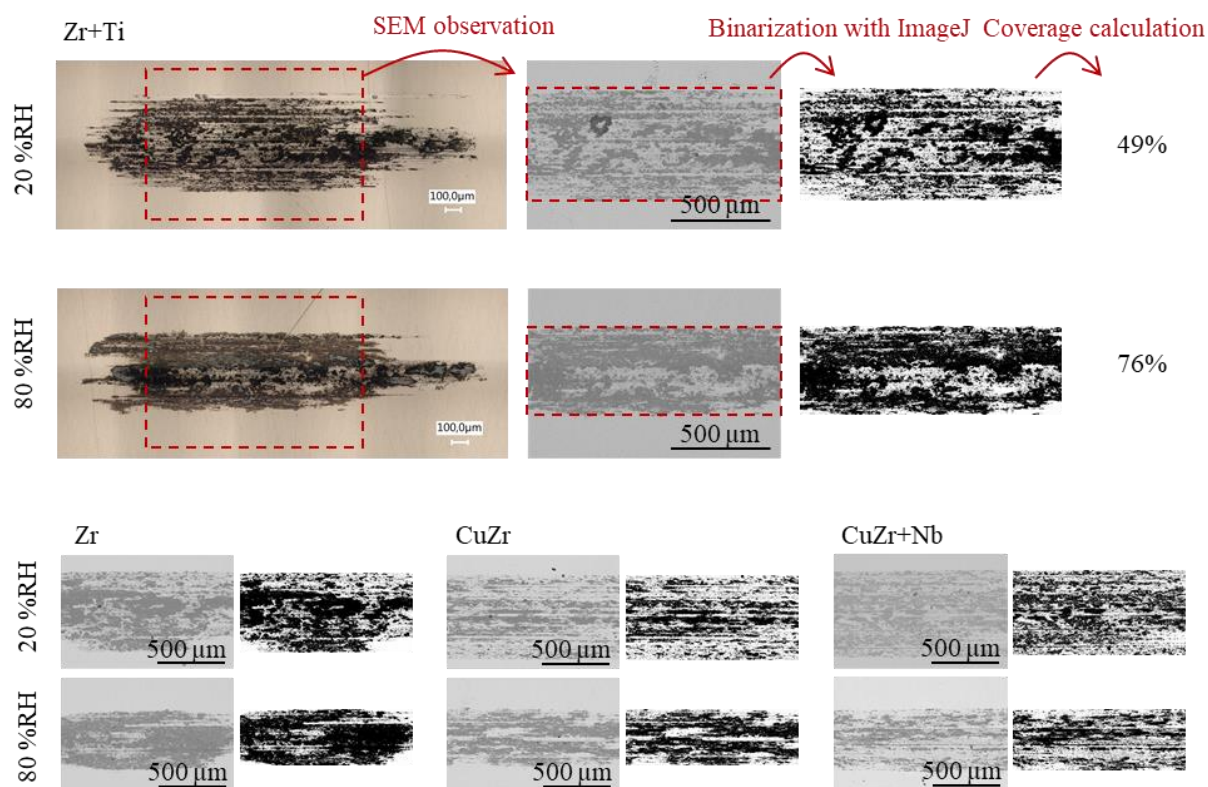 Zr+Ti
SEM observation
Binarization with ImageJ Coverage calculation
20 %RH
100,0µm
500 µm
49%
80 %RH
100,0µm
500 µm
76%
Zr
CuZr
CuZr+Nb
20 %RH
500 µm
500 µm
500 µm
80 %RH
500 µm
500 µm
500 µm